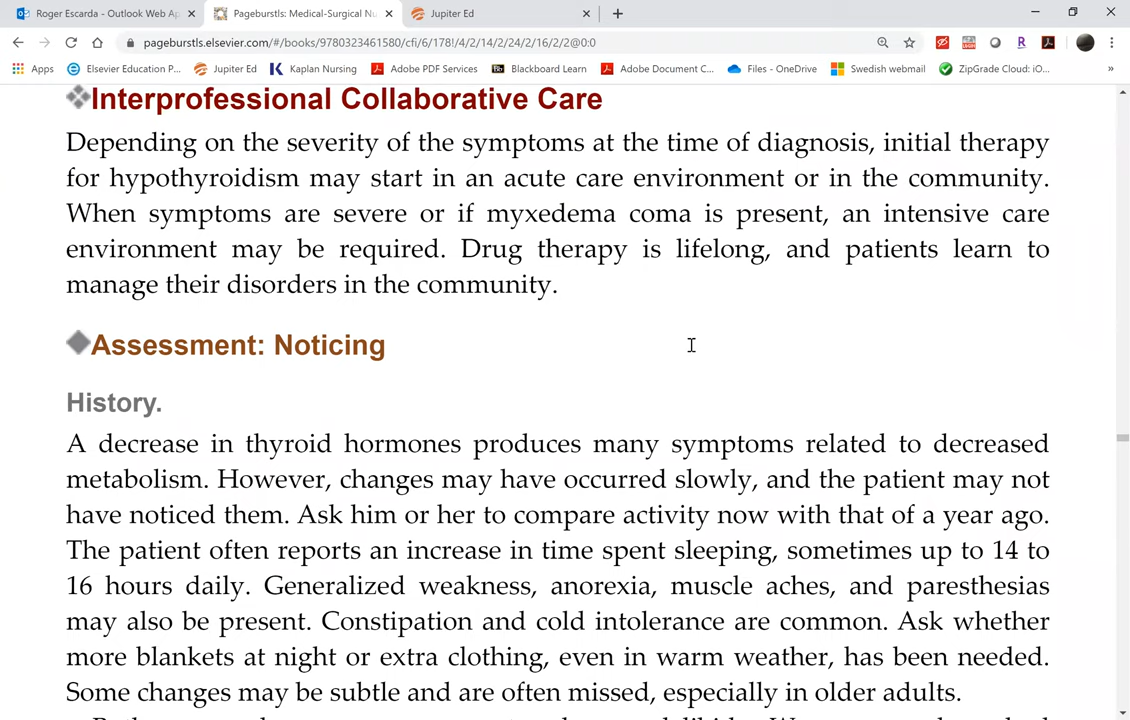 Roger Escarda - Outlook Web Ap
Pageburstls: Medical-Surgical Nu
Jupiter Ed
pageburstls.elsevier.com/#/books/9780323461580/cfi/6/178!/4/2/14/2/24/2/16/2/2@0:0
Apps
Elsevier Education P...
Jupiter Ed
Kaplan Nursing
Adobe PDF Services
Blackboard Learn
Adobe Document C...
Files - OneDrive
Swedish webmail
ZipGrade Cloud: iO...
»
Interprofessional Collaborative Care
Depending on the severity of the symptoms at the time of diagnosis, initial therapy
for hypothyroidism may start in an acute care environment or in the community.
When symptoms are severe or if myxedema coma is present, an intensive care
environment may be required. Drug therapy is lifelong, and patients learn to
manage their disorders in the community.
Assessment: Noticing
History.
A decrease in thyroid hormones produces many symptoms related to decreased
metabolism. However, changes may have occurred slowly, and the patient may not
have noticed them. Ask him or her to compare activity now with that of a year ago.
The patient often reports an increase in time spent sleeping, sometimes up to 14 to
16 hours daily. Generalized weakness, anorexia, muscle aches, and paresthesias
may also be present. Constipation and cold intolerance are common. Ask whether
more blankets at night or extra clothing, even in warm weather, has been needed.
Some changes may be subtle and are often missed, especially in older adults.